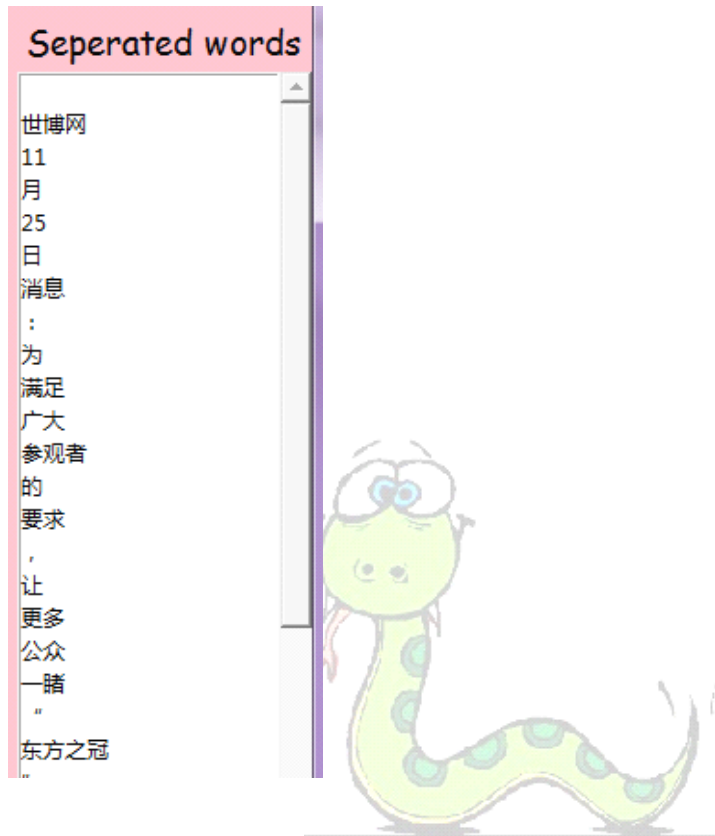 Seperated words
世博网
11
月
25
日
消息
：
为
满足
广大
参观者
的
要求
，
让
更多
公众
一睹
“
东方之冠